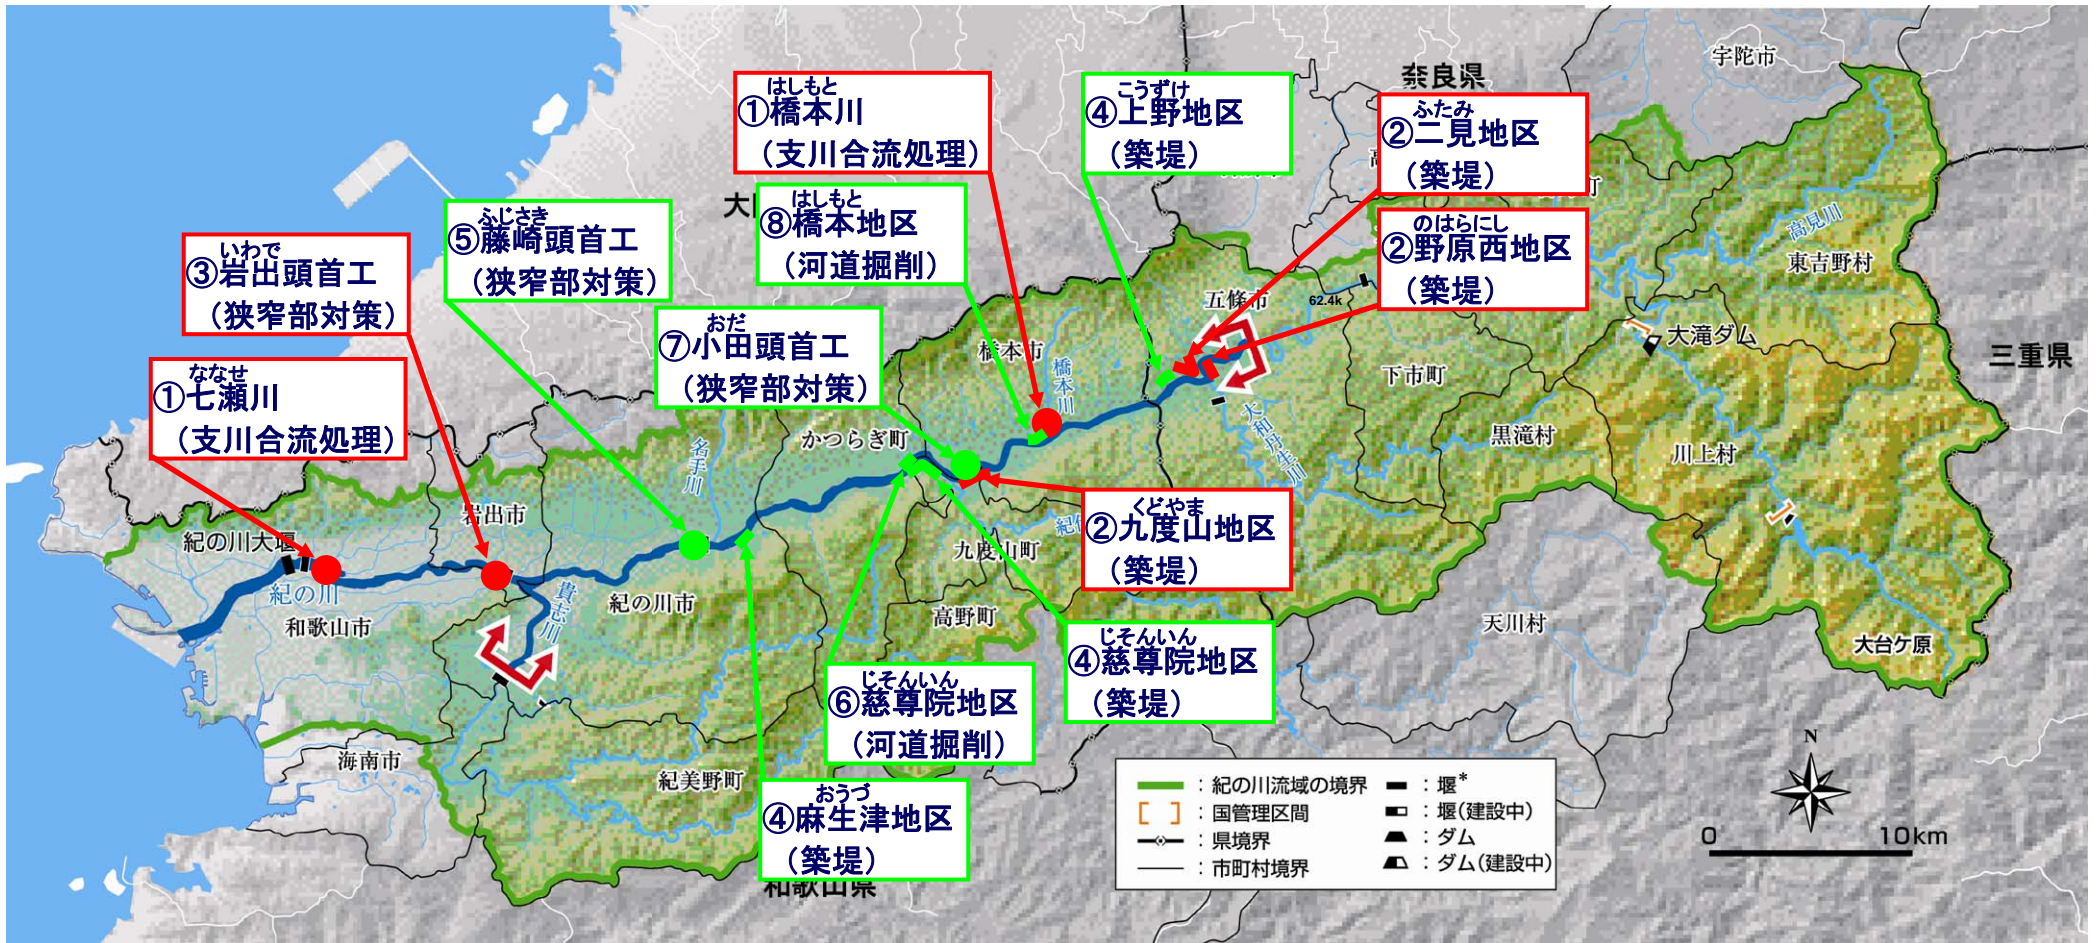 宇陀市
奈良県
はしもと
①橋本川
（支川合流処理）
こうずけ
④上野地区
（築堤）
ふたみ
②二見地区
（築堤）
はしもと
⑧橋本地区
（河道掘削）
ふじさき
⑤藤崎頭首工
（狭窄部対策）
いわで
③岩出頭首工
（狭窄部対策）
のはらにし
②野原西地区
（築堤）
高見川
東吉野村
62.4k
五條市
おだ
⑦小田頭首工
（狭窄部対策）
橋本市
橋本川
大滝ダム
三重県
下市町
ななせ
①七瀬川
（支川合流処理）
かつらぎ町
名手川
大和丹生川
黒滝村
川上村
岩出市
くどやま
②九度山地区
（築堤）
九度山町
紀の川大堰
紀の川
和歌山市
貴志川
紀の川市
高野町
天川村
大台ケ原
じそんいん
④慈尊院地区
（築堤）
じそんいん
⑥慈尊院地区
（河道掘削）
海南市
紀美野町
おうづ
④麻生津地区
（築堤）
和歌山県
：紀の川流域の境界
：国管理区間
：県境界
：市町村境界
：堰*
：堰(建設中)
：ダム
：ダム(建設中)
N
0 10km